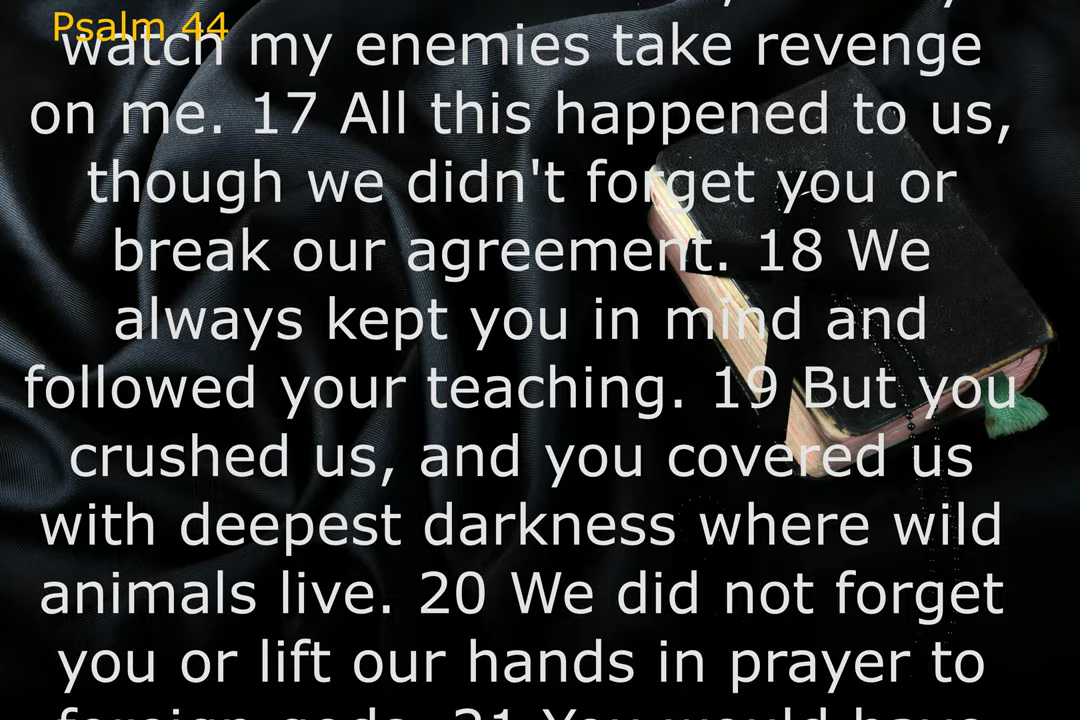 Psalm 44
watch my enemies take revenge
on me. 17 All this happened to us,
though we didn't forget you or
break our agreement. 18 We
always kept you in mind and
followed your teaching. 19 But you
crushed us, and you covered us
with deepest darkness where wild
animals live. 20 We did not forget
you or lift our hands in prayer to
foreign gods. 21 You would have